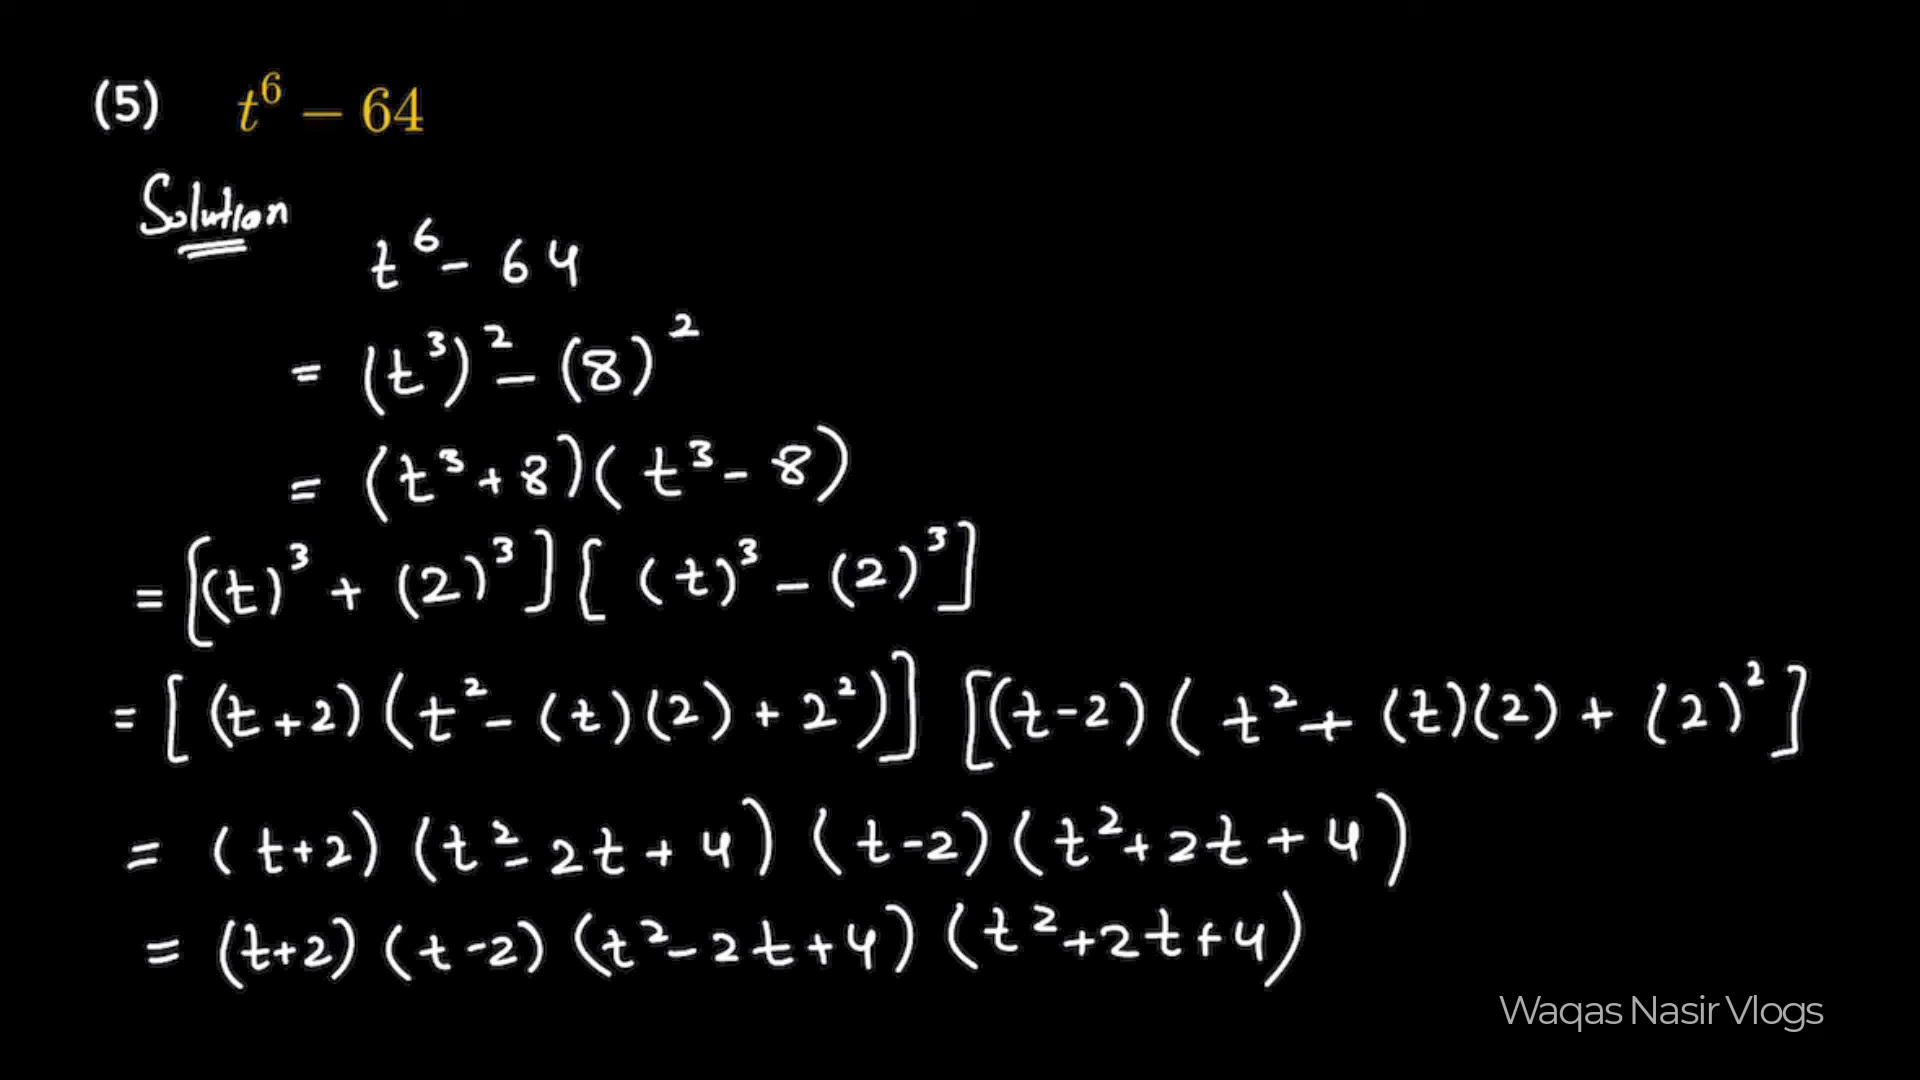 (5) t⁶ − 64
Solution
t⁶ - 64
= (t³)² - (8)²
= (t³ + 8)(t³ - 8)
= [(t)³ + (2)³][(t)³ - (2)³]
= [(t+2)(t² - (t)(2) + 2²)] [(t-2)(t² + (t)(2) + (2)²]
= (t+2)(t² - 2t + 4)(t-2)(t² + 2t + 4)
= (t+2)(t-2)(t² - 2t + 4)(t² + 2t + 4)
Waqas Nasir Vlogs